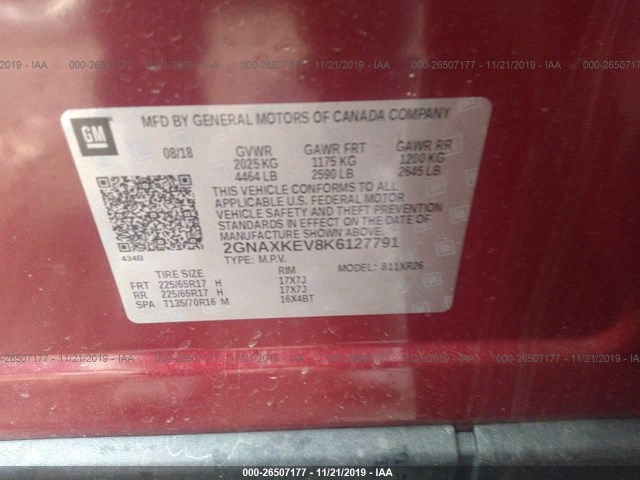 11/2019 - IAA 000-26507177 - 11/21/2019 - IAA 000-26507177 - 11/21/2019 - IAA
MFD BY GENERAL MOTORS OF CANADA COMPANY
GM
08/18 GVWR GAWR FRT GAWR RR
2025 KG 1175 KG 1200 KG
4464 LB 2590 LB 2645 LB
THIS VEHICLE CONFORMS TO ALL
APPLICABLE U.S. FEDERAL MOTOR
VEHICLE SAFETY AND THEFT PREVENTION
STANDARDS IN EFFECT ON THE DATE OF
MANUFACTURE SHOWN ABOVE.
434B
2GNAXKEV8K6127791
TYPE: M.P.V. MODEL: 811XR26
TIRE SIZE RIM
FRT 225/65R17 H 17X7J
RR 225/65R17 H 17X7J
SPA T135/70R16 M 16X4BT
000-26507177 - 11/21/2019 - IAA 000-26507177 - 11/21/2019 - IAA 000-265071
000-26507177 - 11/21/2019 - IAA